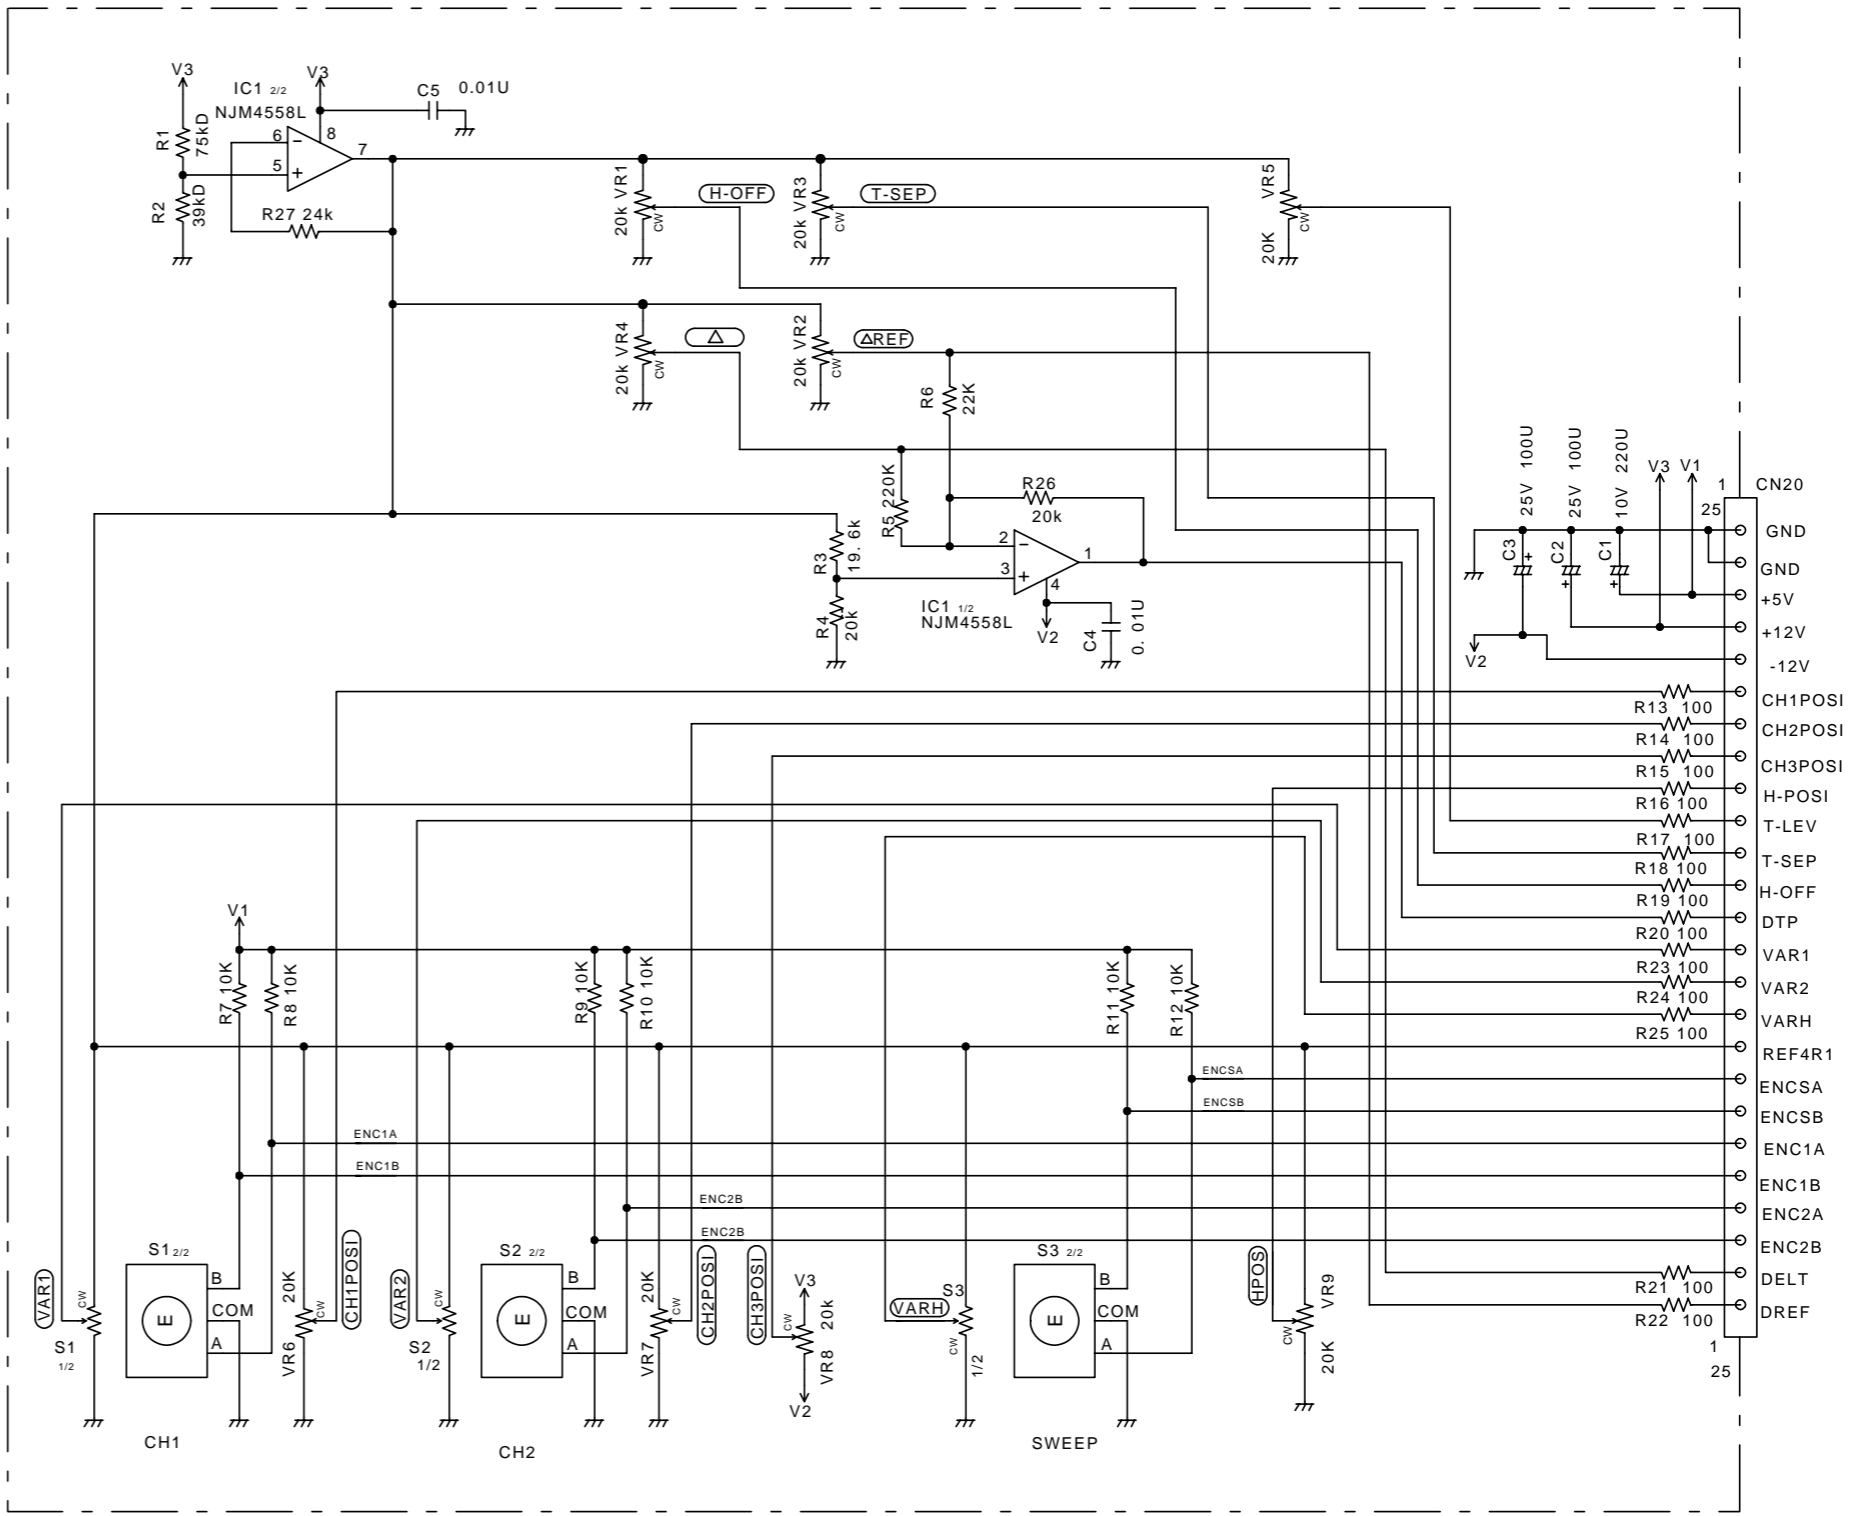 V3
IC1 2/2
V3
C5 0.01U
NJM4558L
R1
75kD
6
8
7
5
R2
39kD
R27 24k
20k VR1
CW
H-OFF
20k VR3
CW
T-SEP
VR5
20K
CW
20k VR4
CW
△
20k VR2
CW
△REF
R6
22K
R5 220K
R26
20k
R3
19.6k
2
3
1
4
R4
20k
IC1 1/2
NJM4558L
V2
C4
0.01U
25V 100U
25V 100U
10V 220U
V3 V1
1
CN20
25
C3
C2
C1
V2
GND
GND
+5V
+12V
-12V
CH1POSI
R13 100
CH2POSI
R14 100
CH3POSI
R15 100
H-POSI
R16 100
T-LEV
R17 100
T-SEP
R18 100
H-OFF
R19 100
DTP
R20 100
VAR1
R23 100
VAR2
R24 100
VARH
R25 100
REF4R1
ENCSA
ENCSB
ENC1A
ENC1B
ENC2A
ENC2B
DELT
R21 100
DREF
R22 100
1
25
V1
R7 10K
R8 10K
R9 10K
R10 10K
R11 10K
R12 10K
ENCSA
ENCSB
ENC1A
ENC1B
ENC2B
ENC2B
VAR1
CW
S1
1/2
S1 2/2
B
COM
A
E
20K
CW
VR6
CH1POSI
VAR2
CW
S2
1/2
S2 2/2
B
COM
A
E
20K
CW
VR7
CH2POSI
CH3POSI
V3
20k
CW
VR8
V2
VARH
S3
CW
1/2
S3 2/2
B
COM
A
E
HPOS
VR9
CW
20K
CH1
CH2
SWEEP